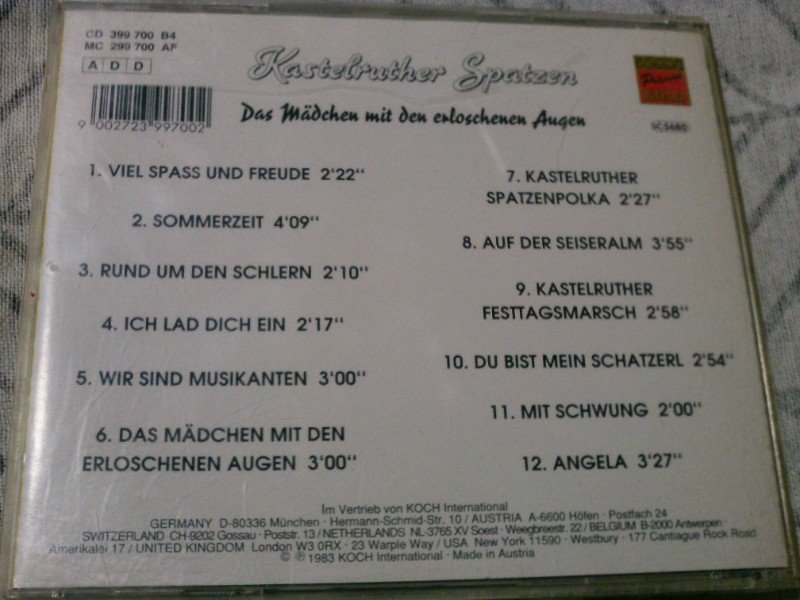 CD 399 700 B4
MC 299 700 AF
A D D
Kastelruther Spatzen
9 002723 997002
Das Mädchen mit den erloschenen Augen
SC5680
1. VIEL SPASS UND FREUDE 2'22"
2. SOMMERZEIT 4'09"
3. RUND UM DEN SCHLERN 2'10"
4. ICH LAD DICH EIN 2'17"
5. WIR SIND MUSIKANTEN 3'00"
6. DAS MÄDCHEN MIT DEN
ERLOSCHENEN AUGEN 3'00"
7. KASTELRUTHER
SPATZENPOLKA 2'27"
8. AUF DER SEISERALM 3'55"
9. KASTELRUTHER
FESTTAGSMARSCH 2'58"
10. DU BIST MEIN SCHATZERL 2'54"
11. MIT SCHWUNG 2'00"
12. ANGELA 3'27"
Im Vertrieb von KOCH International
GERMANY D-80336 München · Hermann-Schmid-Str. 10 / AUSTRIA A-6600 Höfen · Postfach 24
SWITZERLAND CH-9202 Gossau · Poststr. 13 / NETHERLANDS NL-3765 XV Soest · Weegbreestr. 22 / BELGIUM B-2000 Antwerpen ·
Amerikalei 17 / UNITED KINGDOM London W3 0RX · 23 Warple Way / USA New York 11590 · Westbury · 177 Cantiague Rock Road
© ℗ 1983 KOCH International · Made in Austria